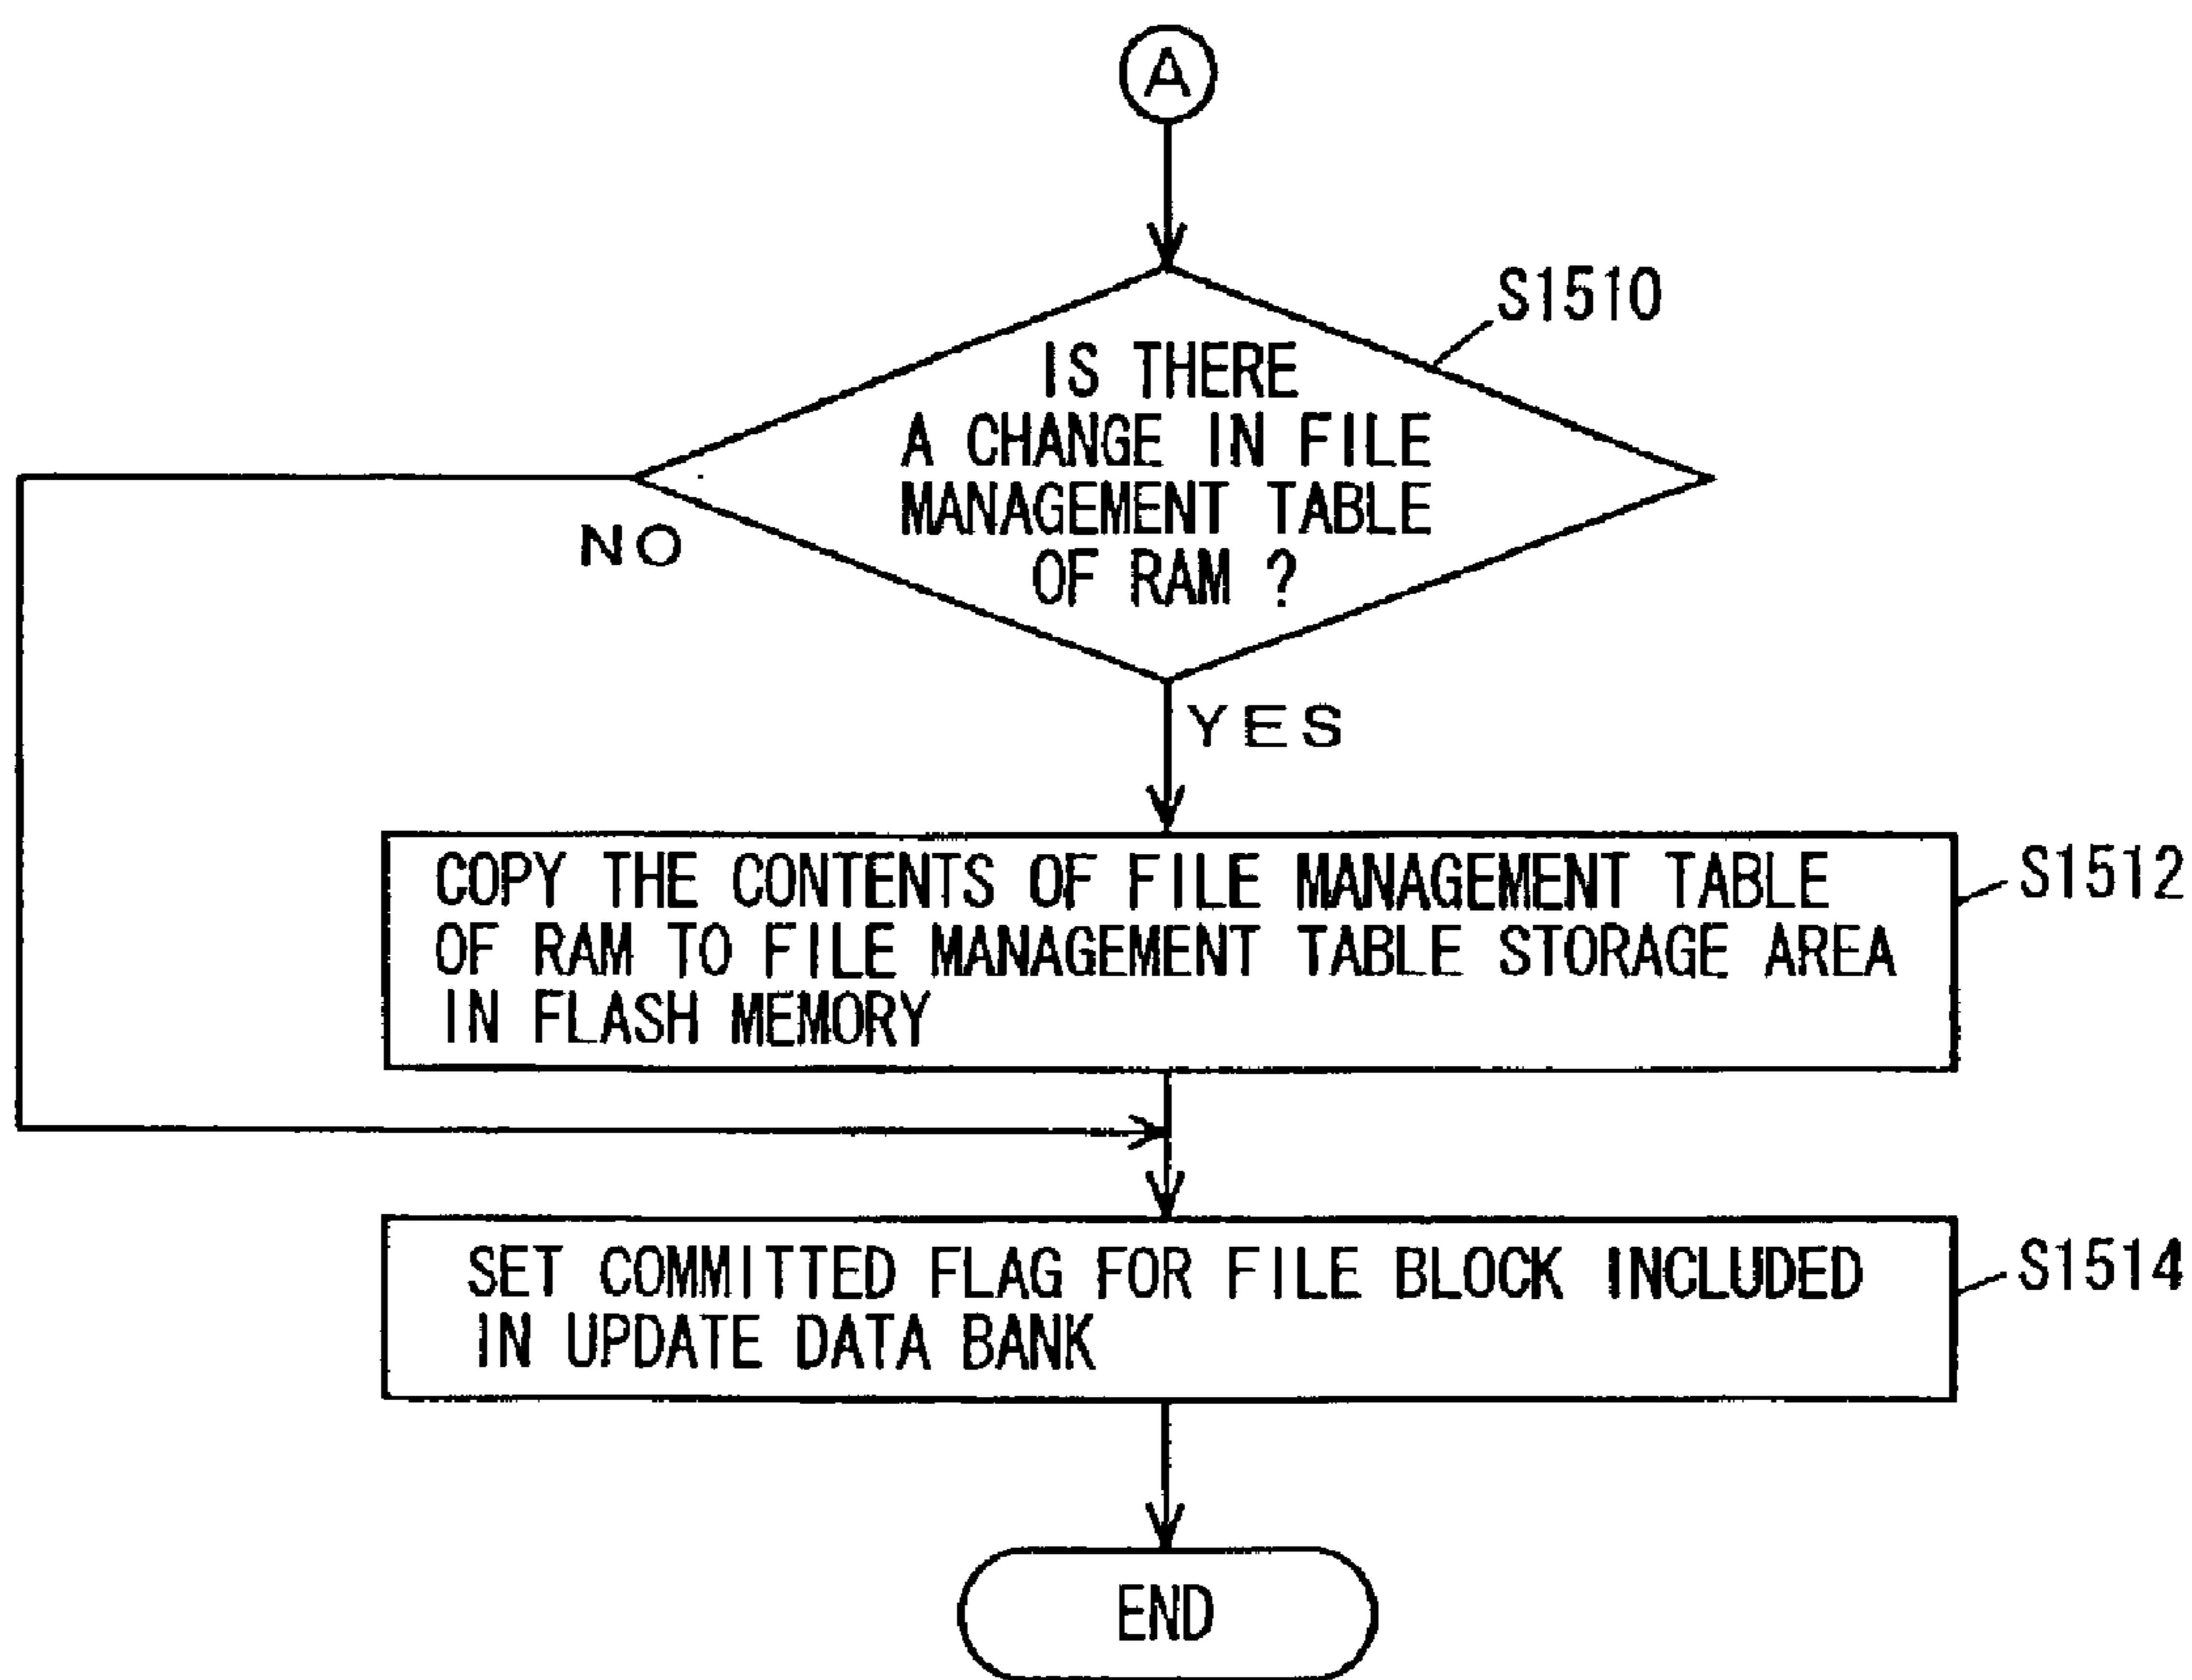 A
S1510
IS THERE
A CHANGE IN FILE
MANAGEMENT TABLE
OF RAM ?
NO
YES
COPY THE CONTENTS OF FILE MANAGEMENT TABLE
OF RAM TO FILE MANAGEMENT TABLE STORAGE AREA
IN FLASH MEMORY
S1512
SET COMMITTED FLAG FOR FILE BLOCK INCLUDED
IN UPDATE DATA BANK
S1514
END